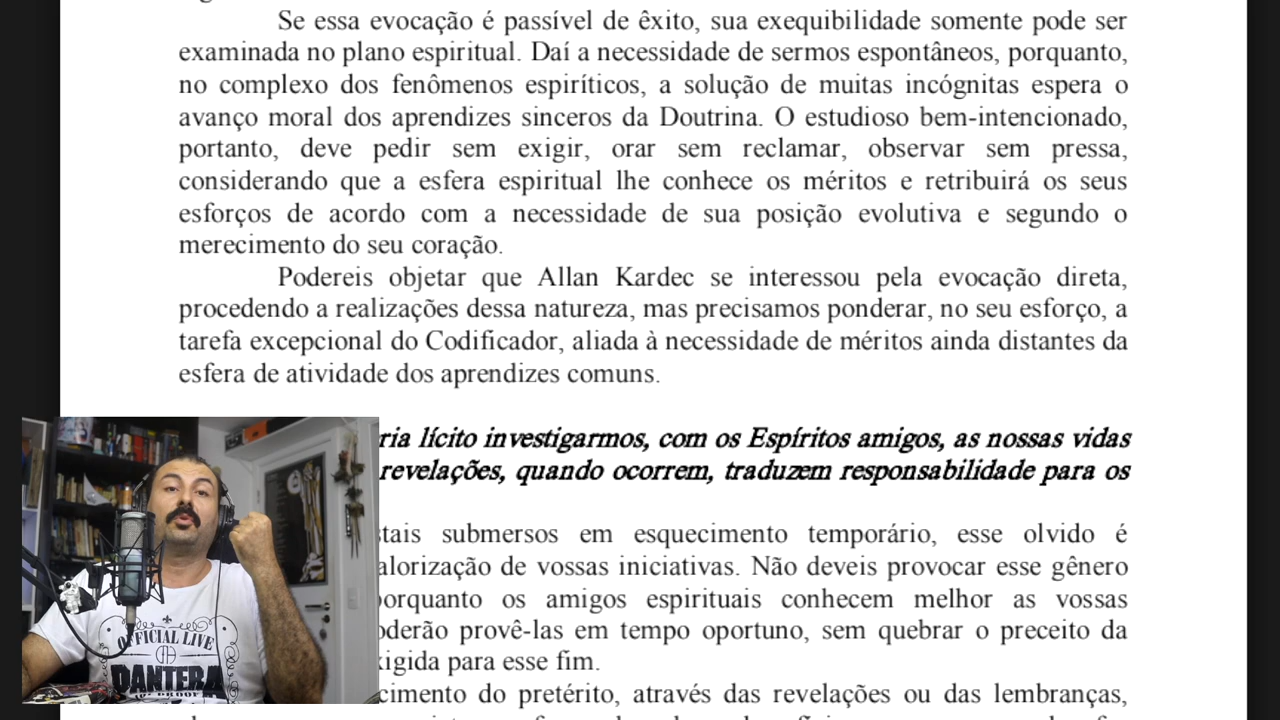 Se essa evocação é passível de êxito, sua exequibilidade somente pode ser
examinada no plano espiritual. Daí a necessidade de sermos espontâneos, porquanto,
no complexo dos fenômenos espiríticos, a solução de muitas incógnitas espera o
avanço moral dos aprendizes sinceros da Doutrina. O estudioso bem-intencionado,
portanto, deve pedir sem exigir, orar sem reclamar, observar sem pressa,
considerando que a esfera espiritual lhe conhece os méritos e retribuirá os seus
esforços de acordo com a necessidade de sua posição evolutiva e segundo o
merecimento do seu coração.
Podereis objetar que Allan Kardec se interessou pela evocação direta,
procedendo a realizações dessa natureza, mas precisamos ponderar, no seu esforço, a
tarefa excepcional do Codificador, aliada à necessidade de méritos ainda distantes da
esfera de atividade dos aprendizes comuns.
ria lícito investigarmos, com os Espíritos amigos, as nossas vidas
revelações, quando ocorrem, traduzem responsabilidade para os
stais submersos em esquecimento temporário, esse olvido é
alorização de vossas iniciativas. Não deveis provocar esse gênero
porquanto os amigos espirituais conhecem melhor as vossas
oderão provê-las em tempo oportuno, sem quebrar o preceito da
xigida para esse fim.
cimento do pretérito, através das revelações ou das lembranças,
OFFICIAL LIVE
PANTERA
PROOF